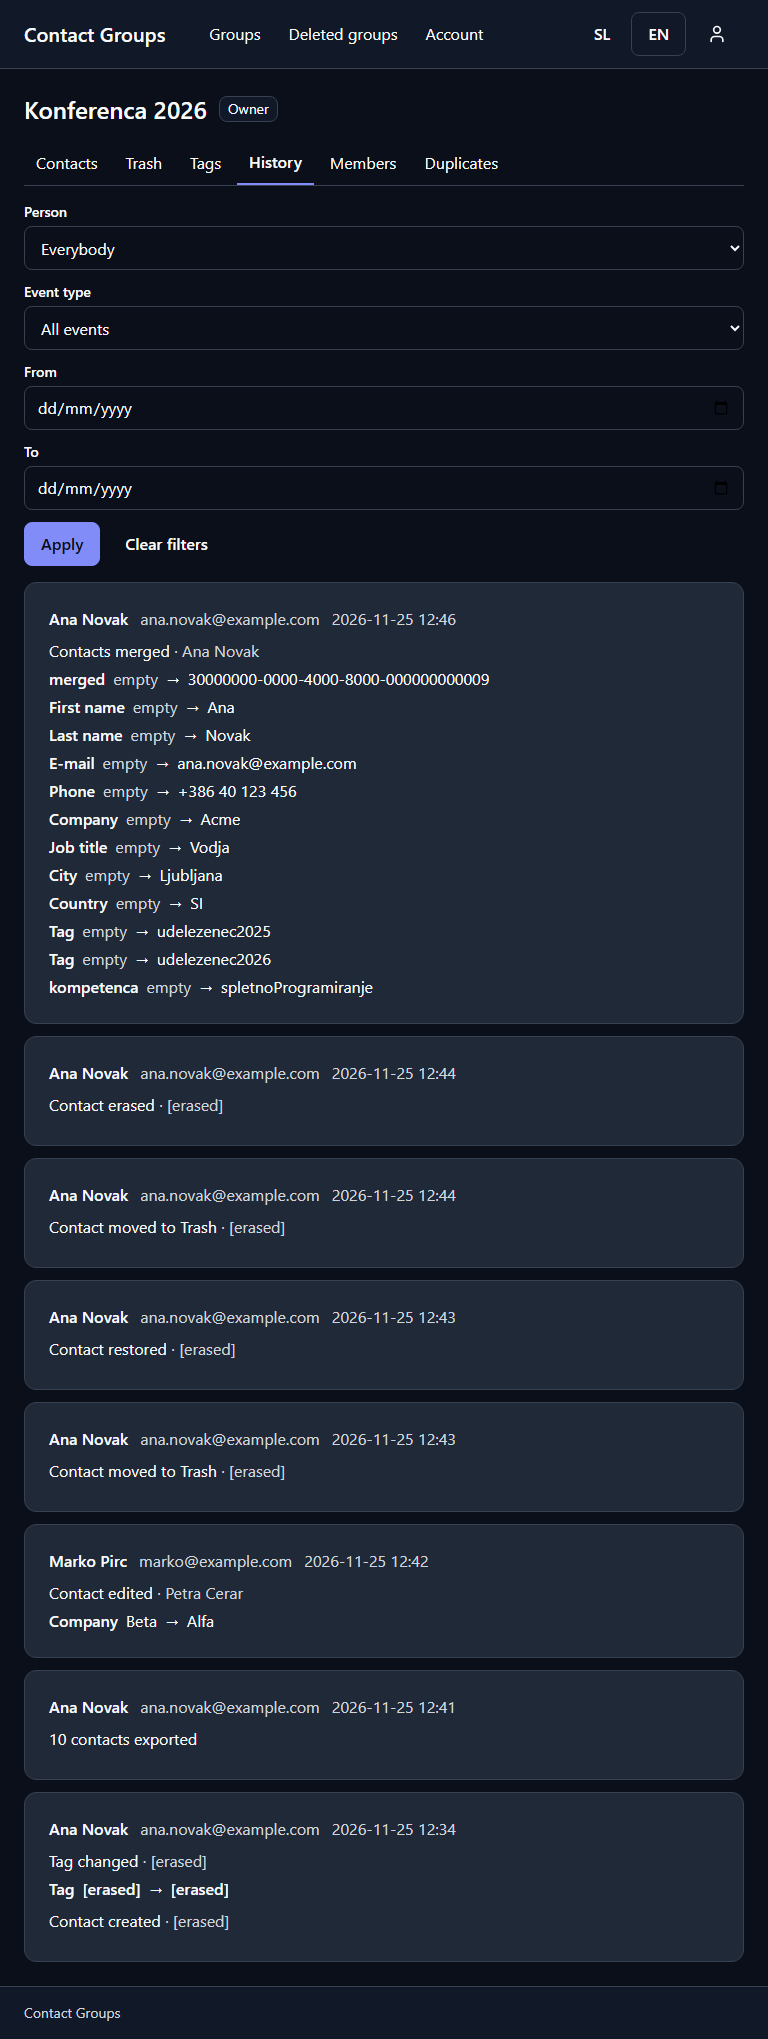 Contact Groups Groups Deleted groups Account SL EN
Konferenca 2026 Owner
Contacts Trash Tags History Members Duplicates
Person
Everybody
Event type
All events
From
dd/mm/yyyy
To
dd/mm/yyyy
Apply Clear filters
Ana Novak ana.novak@example.com 2026-11-25 12:46
Contacts merged · Ana Novak
merged empty → 30000000-0000-4000-8000-000000000009
First name empty → Ana
Last name empty → Novak
E-mail empty → ana.novak@example.com
Phone empty → +386 40 123 456
Company empty → Acme
Job title empty → Vodja
City empty → Ljubljana
Country empty → SI
Tag empty → udelezenec2025
Tag empty → udelezenec2026
kompetenca empty → spletnoProgramiranje
Ana Novak ana.novak@example.com 2026-11-25 12:44
Contact erased · [erased]
Ana Novak ana.novak@example.com 2026-11-25 12:44
Contact moved to Trash · [erased]
Ana Novak ana.novak@example.com 2026-11-25 12:43
Contact restored · [erased]
Ana Novak ana.novak@example.com 2026-11-25 12:43
Contact moved to Trash · [erased]
Marko Pirc marko@example.com 2026-11-25 12:42
Contact edited · Petra Cerar
Company Beta → Alfa
Ana Novak ana.novak@example.com 2026-11-25 12:41
10 contacts exported
Ana Novak ana.novak@example.com 2026-11-25 12:34
Tag changed · [erased]
Tag [erased] → [erased]
Contact created · [erased]
Contact Groups